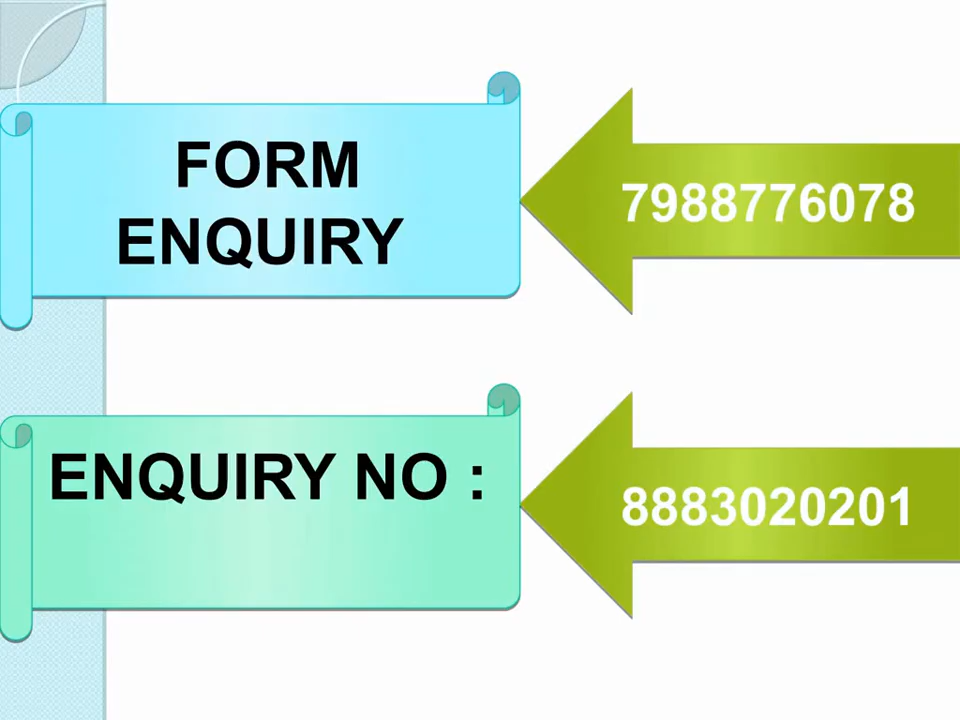 FORM
ENQUIRY
7988776078
ENQUIRY NO :
8883020201